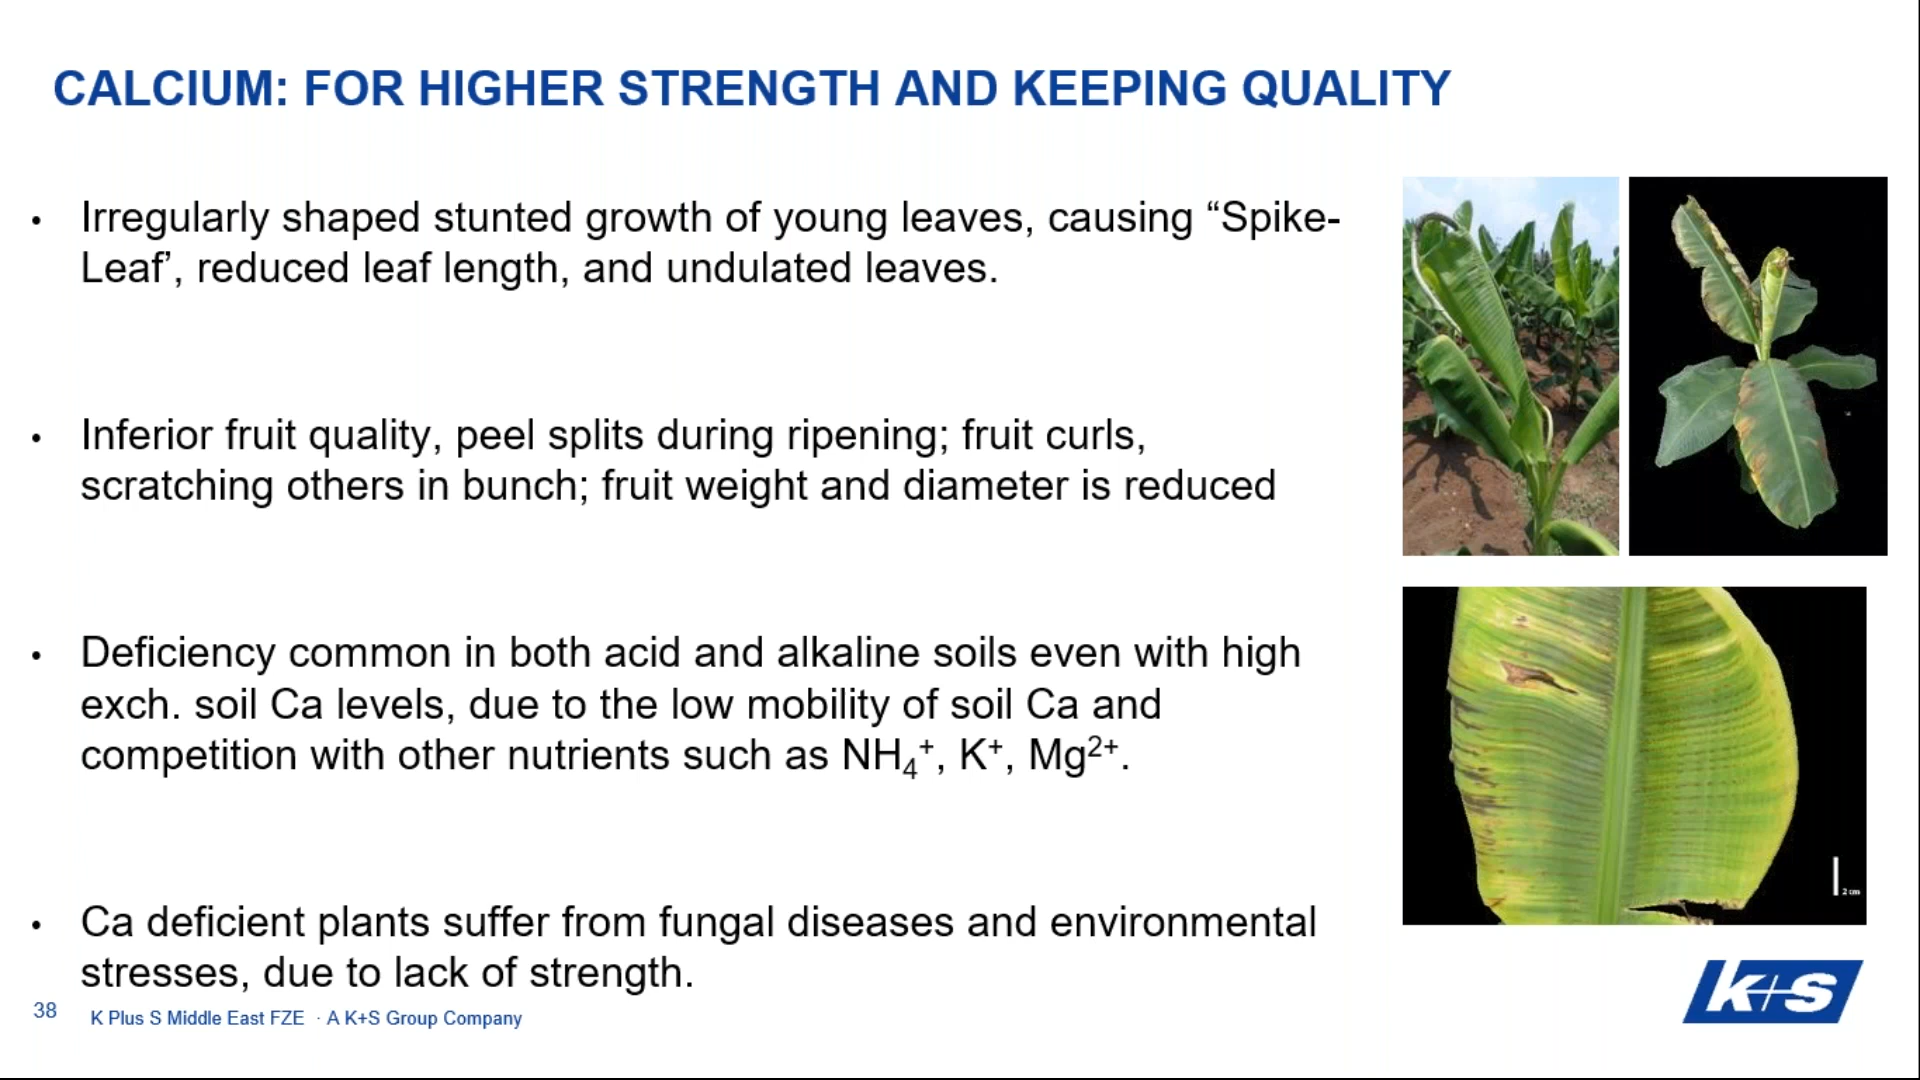 CALCIUM: FOR HIGHER STRENGTH AND KEEPING QUALITY
• Irregularly shaped stunted growth of young leaves, causing “Spike-
Leaf’, reduced leaf length, and undulated leaves.
• Inferior fruit quality, peel splits during ripening; fruit curls,
scratching others in bunch; fruit weight and diameter is reduced
• Deficiency common in both acid and alkaline soils even with high
exch. soil Ca levels, due to the low mobility of soil Ca and
competition with other nutrients such as NH₄⁺, K⁺, Mg²⁺.
• Ca deficient plants suffer from fungal diseases and environmental
stresses, due to lack of strength.
2 cm
38 K Plus S Middle East FZE · A K+S Group Company
K+S